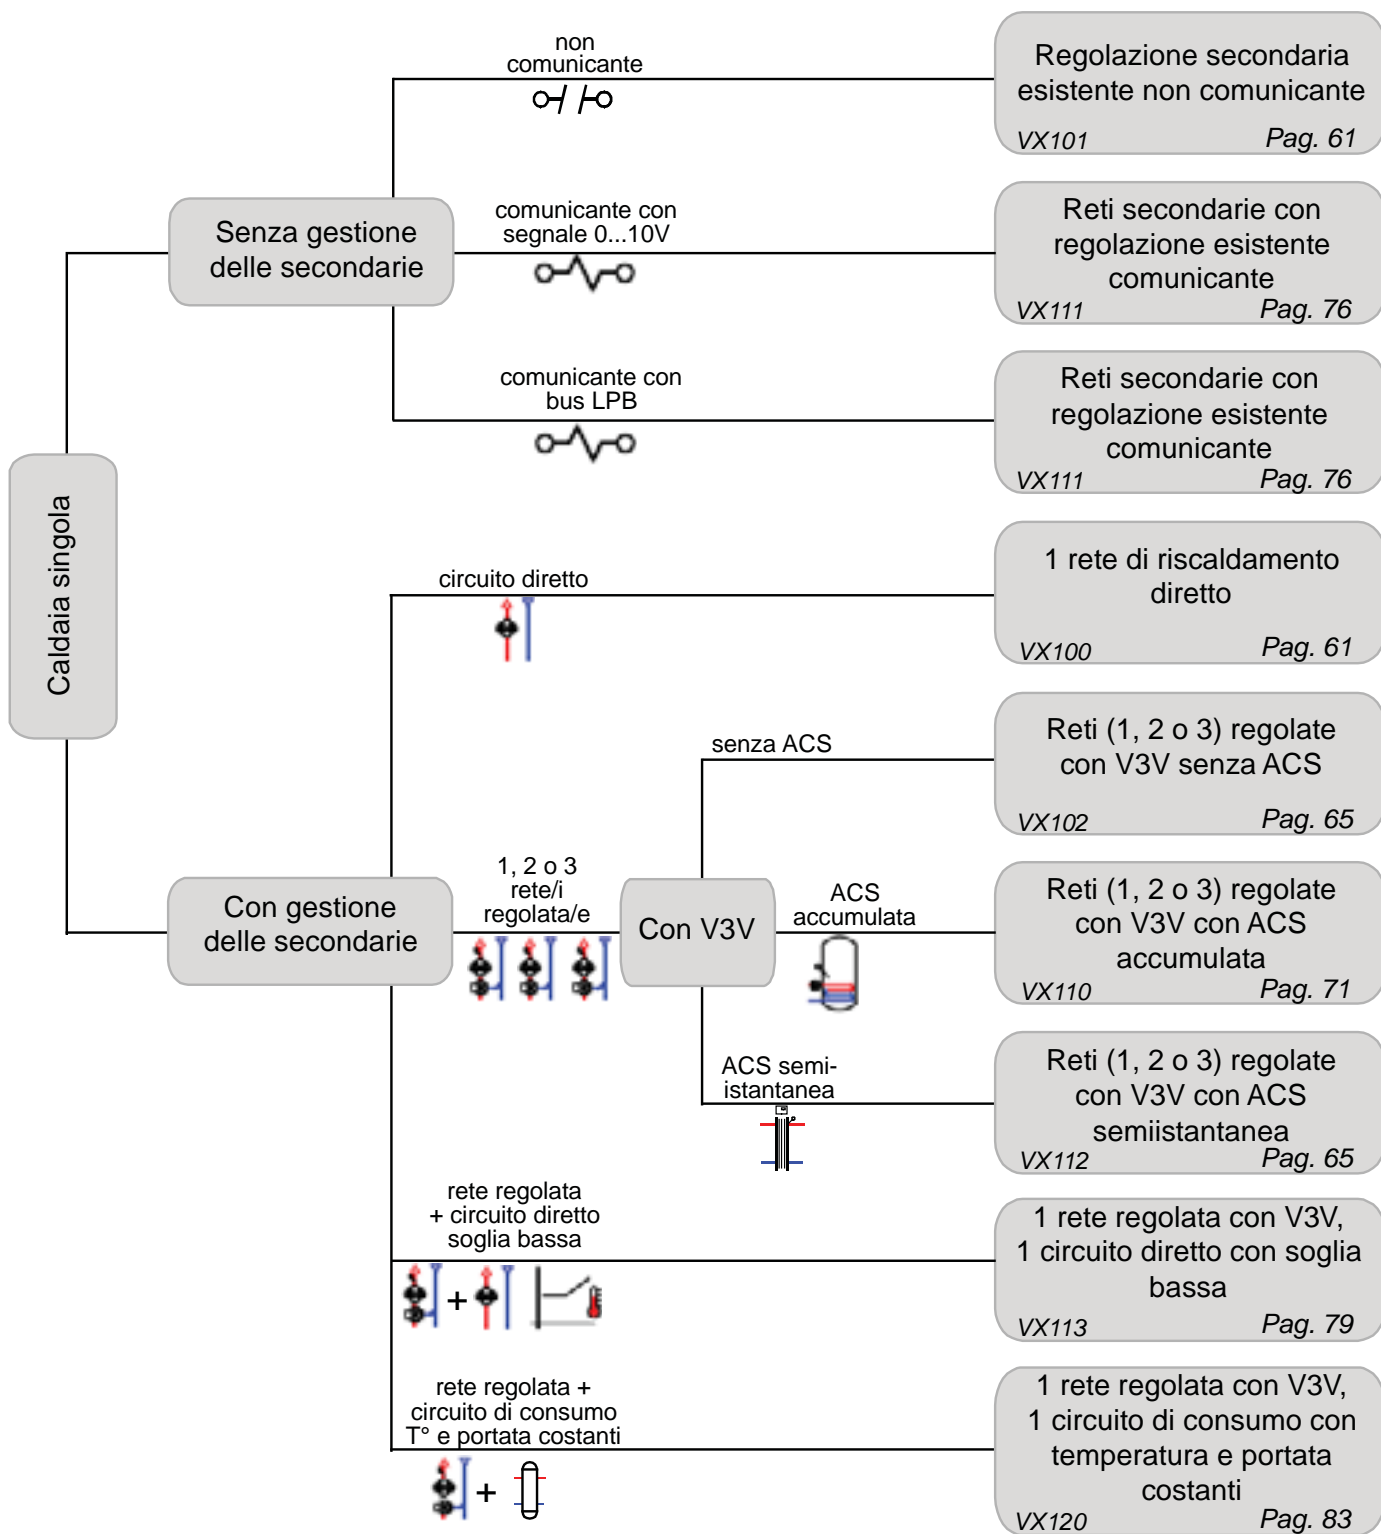 non
comunicante
Regolazione secondaria
esistente non comunicante
VX101 Pag. 61
Senza gestione
delle secondarie
comunicante con
segnale 0...10V
Reti secondarie con
regolazione esistente
comunicante
VX111 Pag. 76
comunicante con
bus LPB
Reti secondarie con
regolazione esistente
comunicante
VX111 Pag. 76
Caldaia singola
circuito diretto
1 rete di riscaldamento
diretto
VX100 Pag. 61
senza ACS
Reti (1, 2 o 3) regolate
con V3V senza ACS
VX102 Pag. 65
Con gestione
delle secondarie
1, 2 o 3
rete/i
regolata/e
Con V3V
ACS
accumulata
Reti (1, 2 o 3) regolate
con V3V con ACS
accumulata
VX110 Pag. 71
ACS semi-
istantanea
Reti (1, 2 o 3) regolate
con V3V con ACS
semiistantanea
VX112 Pag. 65
rete regolata
+ circuito diretto
soglia bassa
+
1 rete regolata con V3V,
1 circuito diretto con soglia
bassa
VX113 Pag. 79
rete regolata +
circuito di consumo
T° e portata costanti
+
1 rete regolata con V3V,
1 circuito di consumo con
temperatura e portata
costanti
VX120 Pag. 83